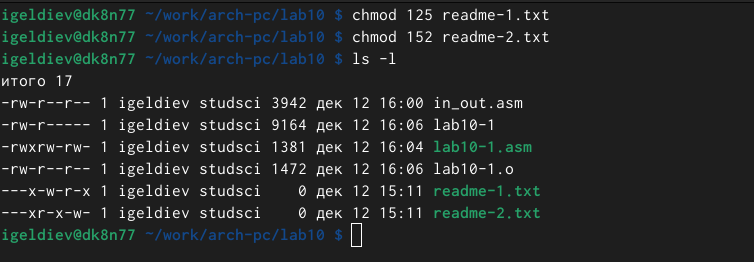 igeldiev@dk8n77 ~/work/arch-pc/lab10 $ chmod 125 readme-1.txt
igeldiev@dk8n77 ~/work/arch-pc/lab10 $ chmod 152 readme-2.txt
igeldiev@dk8n77 ~/work/arch-pc/lab10 $ ls -l
итого 17
-rw-r--r-- 1 igeldiev studsci 3942 дек 12 16:00 in_out.asm
-rw-r----- 1 igeldiev studsci 9164 дек 12 16:06 lab10-1
-rwxrw-rw- 1 igeldiev studsci 1381 дек 12 16:04 lab10-1.asm
-rw-r--r-- 1 igeldiev studsci 1472 дек 12 16:06 lab10-1.o
---x-w-r-x 1 igeldiev studsci    0 дек 12 15:11 readme-1.txt
---xr-x-w- 1 igeldiev studsci    0 дек 12 15:11 readme-2.txt
igeldiev@dk8n77 ~/work/arch-pc/lab10 $